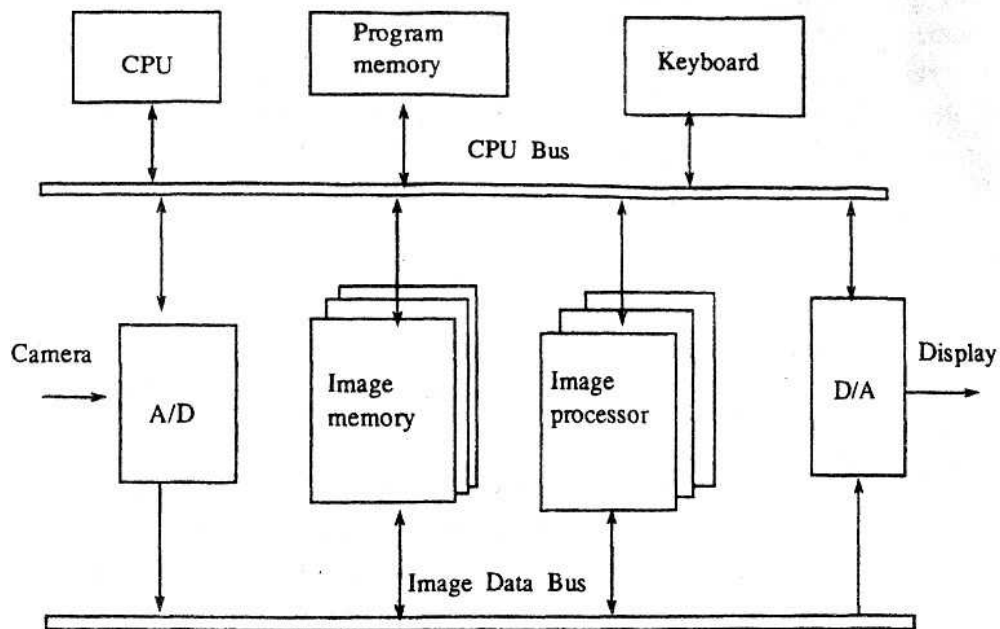 CPU
Program
memory
Keyboard
CPU Bus
Camera
A/D
Image
memory
Image
processor
D/A
Display
Image Data Bus